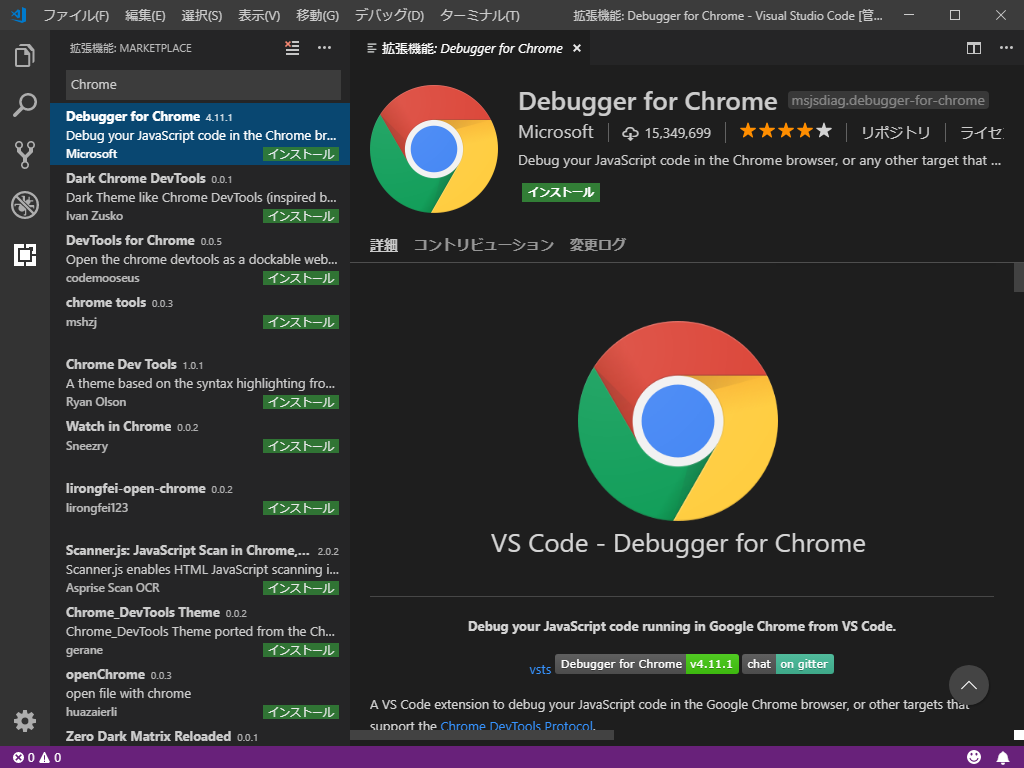 ファイル(F) 編集(E) 選択(S) 表示(V) 移動(G) デバッグ(D) ターミナル(T) 拡張機能: Debugger for Chrome - Visual Studio Code [管...
拡張機能: MARKETPLACE
Chrome
Debugger for Chrome 4.11.1
Debug your JavaScript code in the Chrome br...
Microsoft インストール
Dark Chrome DevTools 0.0.1
Dark Theme like Chrome DevTools (inspired b...
Ivan Zusko インストール
DevTools for Chrome 0.0.5
Open the chrome devtools as a dockable web...
codemooseus インストール
chrome tools 0.0.3
mshzj インストール
Chrome Dev Tools 1.0.1
A theme based on the syntax highlighting fro...
Ryan Olson インストール
Watch in Chrome 0.0.2
Sneezry インストール
lirongfei-open-chrome 0.0.2
lirongfei123 インストール
Scanner.js: JavaScript Scan in Chrome,... 2.0.2
Scanner.js enables HTML JavaScript scanning i...
Asprise Scan OCR インストール
Chrome_DevTools Theme 0.0.2
Chrome_DevTools Theme ported from the Ch...
gerane インストール
openChrome 0.0.3
open file with chrome
huazaierli インストール
Zero Dark Matrix Reloaded 0.0.1
拡張機能: Debugger for Chrome
Debugger for Chrome msjsdiag.debugger-for-chrome
Microsoft 15,349,699 リポジトリ ライセ
Debug your JavaScript code in the Chrome browser, or any other target that ...
インストール
詳細 コントリビューション 変更ログ
VS Code - Debugger for Chrome
Debug your JavaScript code running in Google Chrome from VS Code.
vsts Debugger for Chrome v4.11.1 chat on gitter
A VS Code extension to debug your JavaScript code in the Google Chrome browser, or other targets that
support the Chrome DevTools Protocol.
0 0